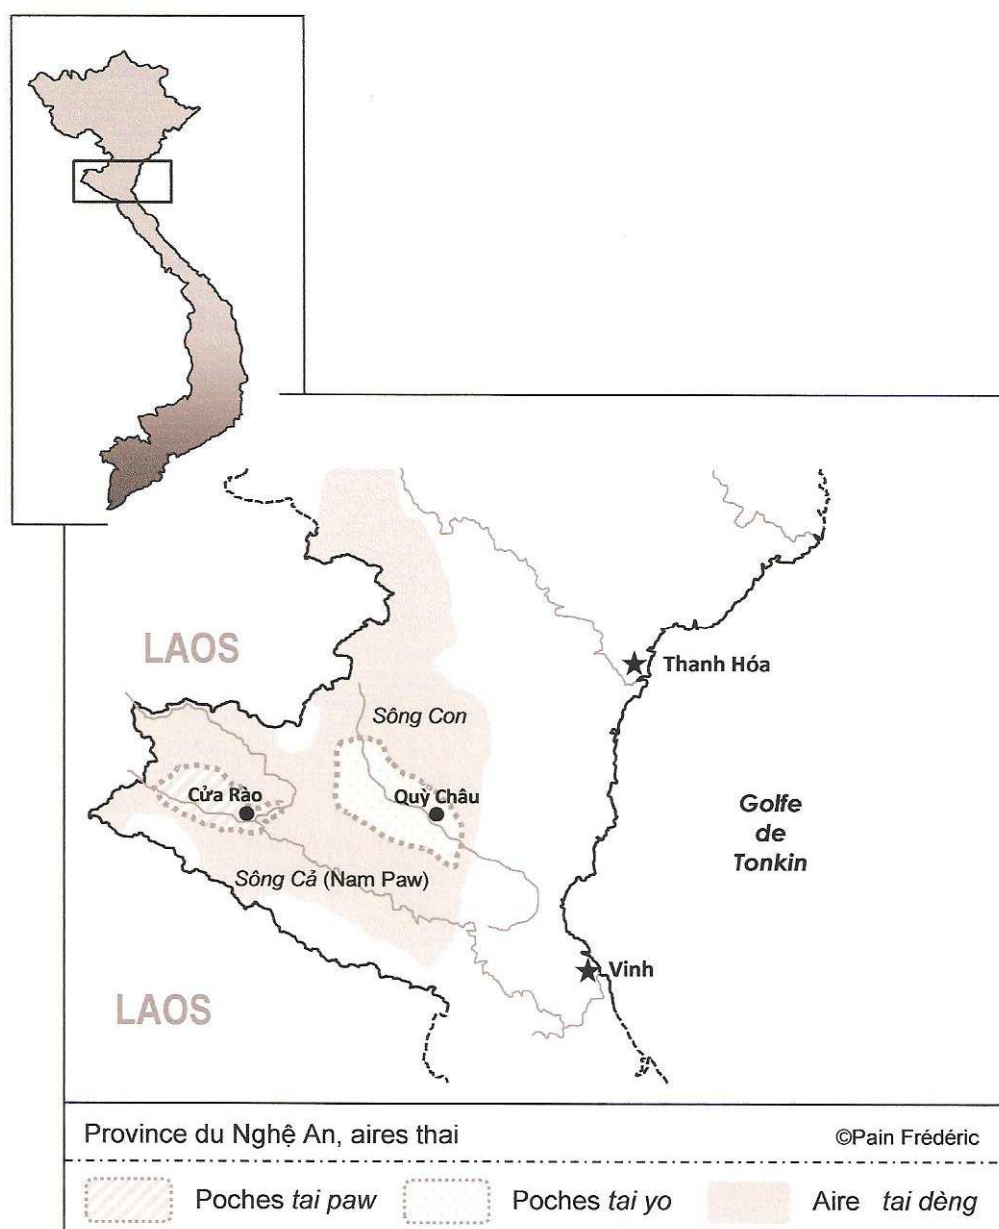 LAOS
Thanh Hóa
Sông Con
Cửa Rào
Quỳ Châu
Golfe
de
Tonkin
Sông Cả (Nam Paw)
Vinh
LAOS
Province du Nghệ An, aires thai
©Pain Frédéric
Poches tai paw
Poches tai yo
Aire tai dèng